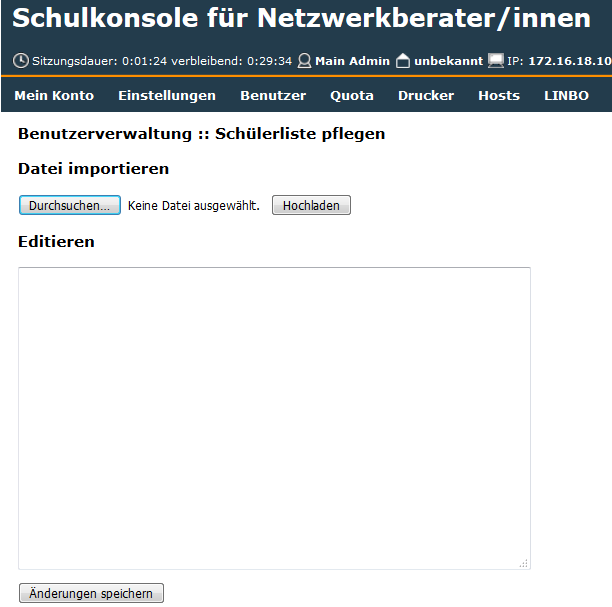 Schulkonsole für Netzwerkberater/innen
Sitzungsdauer: 0:01:24 verbleibend: 0:29:34 Main Admin unbekannt IP: 172.16.18.10
Mein Konto Einstellungen Benutzer Quota Drucker Hosts LINBO
Benutzerverwaltung :: Schülerliste pflegen
Datei importieren
Durchsuchen... Keine Datei ausgewählt. Hochladen
Editieren
Änderungen speichern